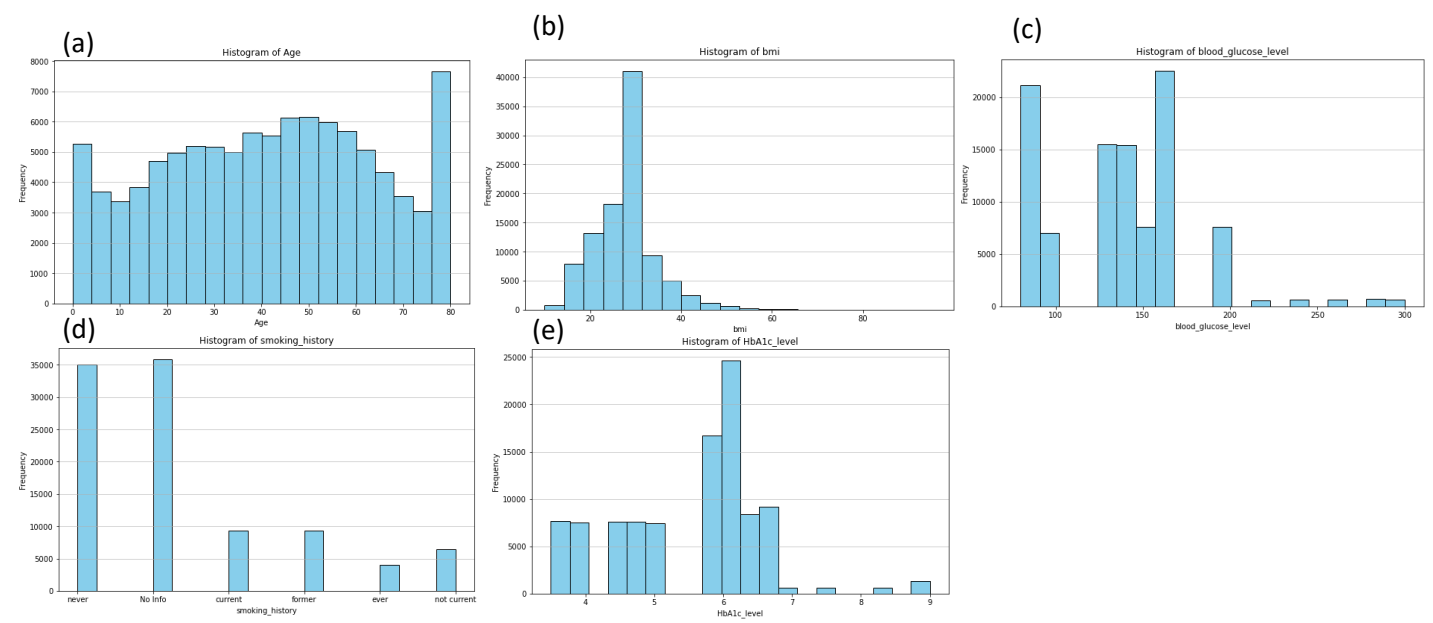 (a)
Histogram of Age
8000
7000
6000
5000
4000
3000
2000
1000
0
Frequency
0 10 20 30 40 50 60 70 80
Age
(b)
Histogram of bmi
40000
35000
30000
25000
20000
15000
10000
5000
0
Frequency
20 40 60 80
bmi
(c)
Histogram of blood_glucose_level
20000
15000
10000
5000
0
Frequency
100 150 200 250 300
blood_glucose_level
(d)
Histogram of smoking_history
35000
30000
25000
20000
15000
10000
5000
0
Frequency
never No Info current former ever not current
smoking_history
(e)
Histogram of HbA1c_level
25000
20000
15000
10000
5000
0
Frequency
4 5 6 7 8 9
HbA1c_level